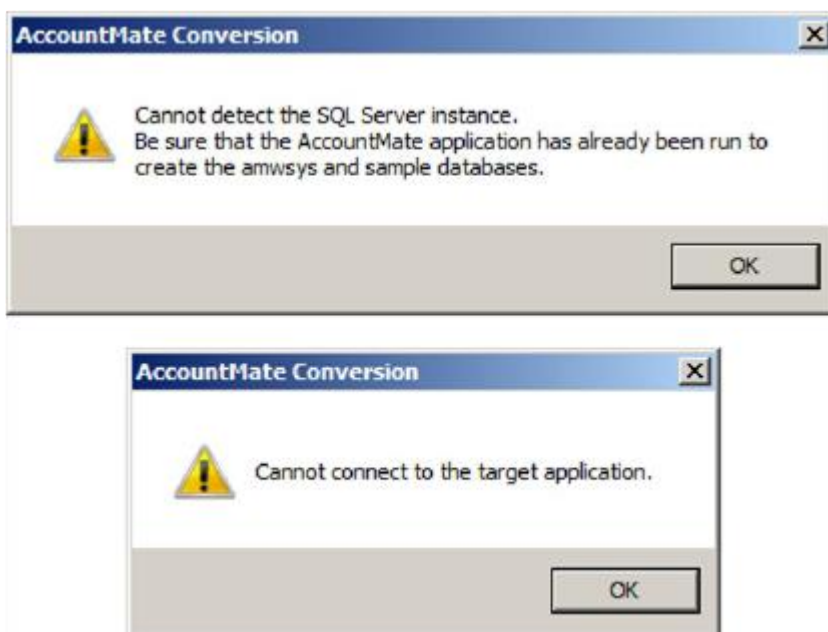 AccountMate Conversion
Cannot detect the SQL Server instance.
Be sure that the AccountMate application has already been run to
create the amwsys and sample databases.
OK
AccountMate Conversion
Cannot connect to the target application.
OK